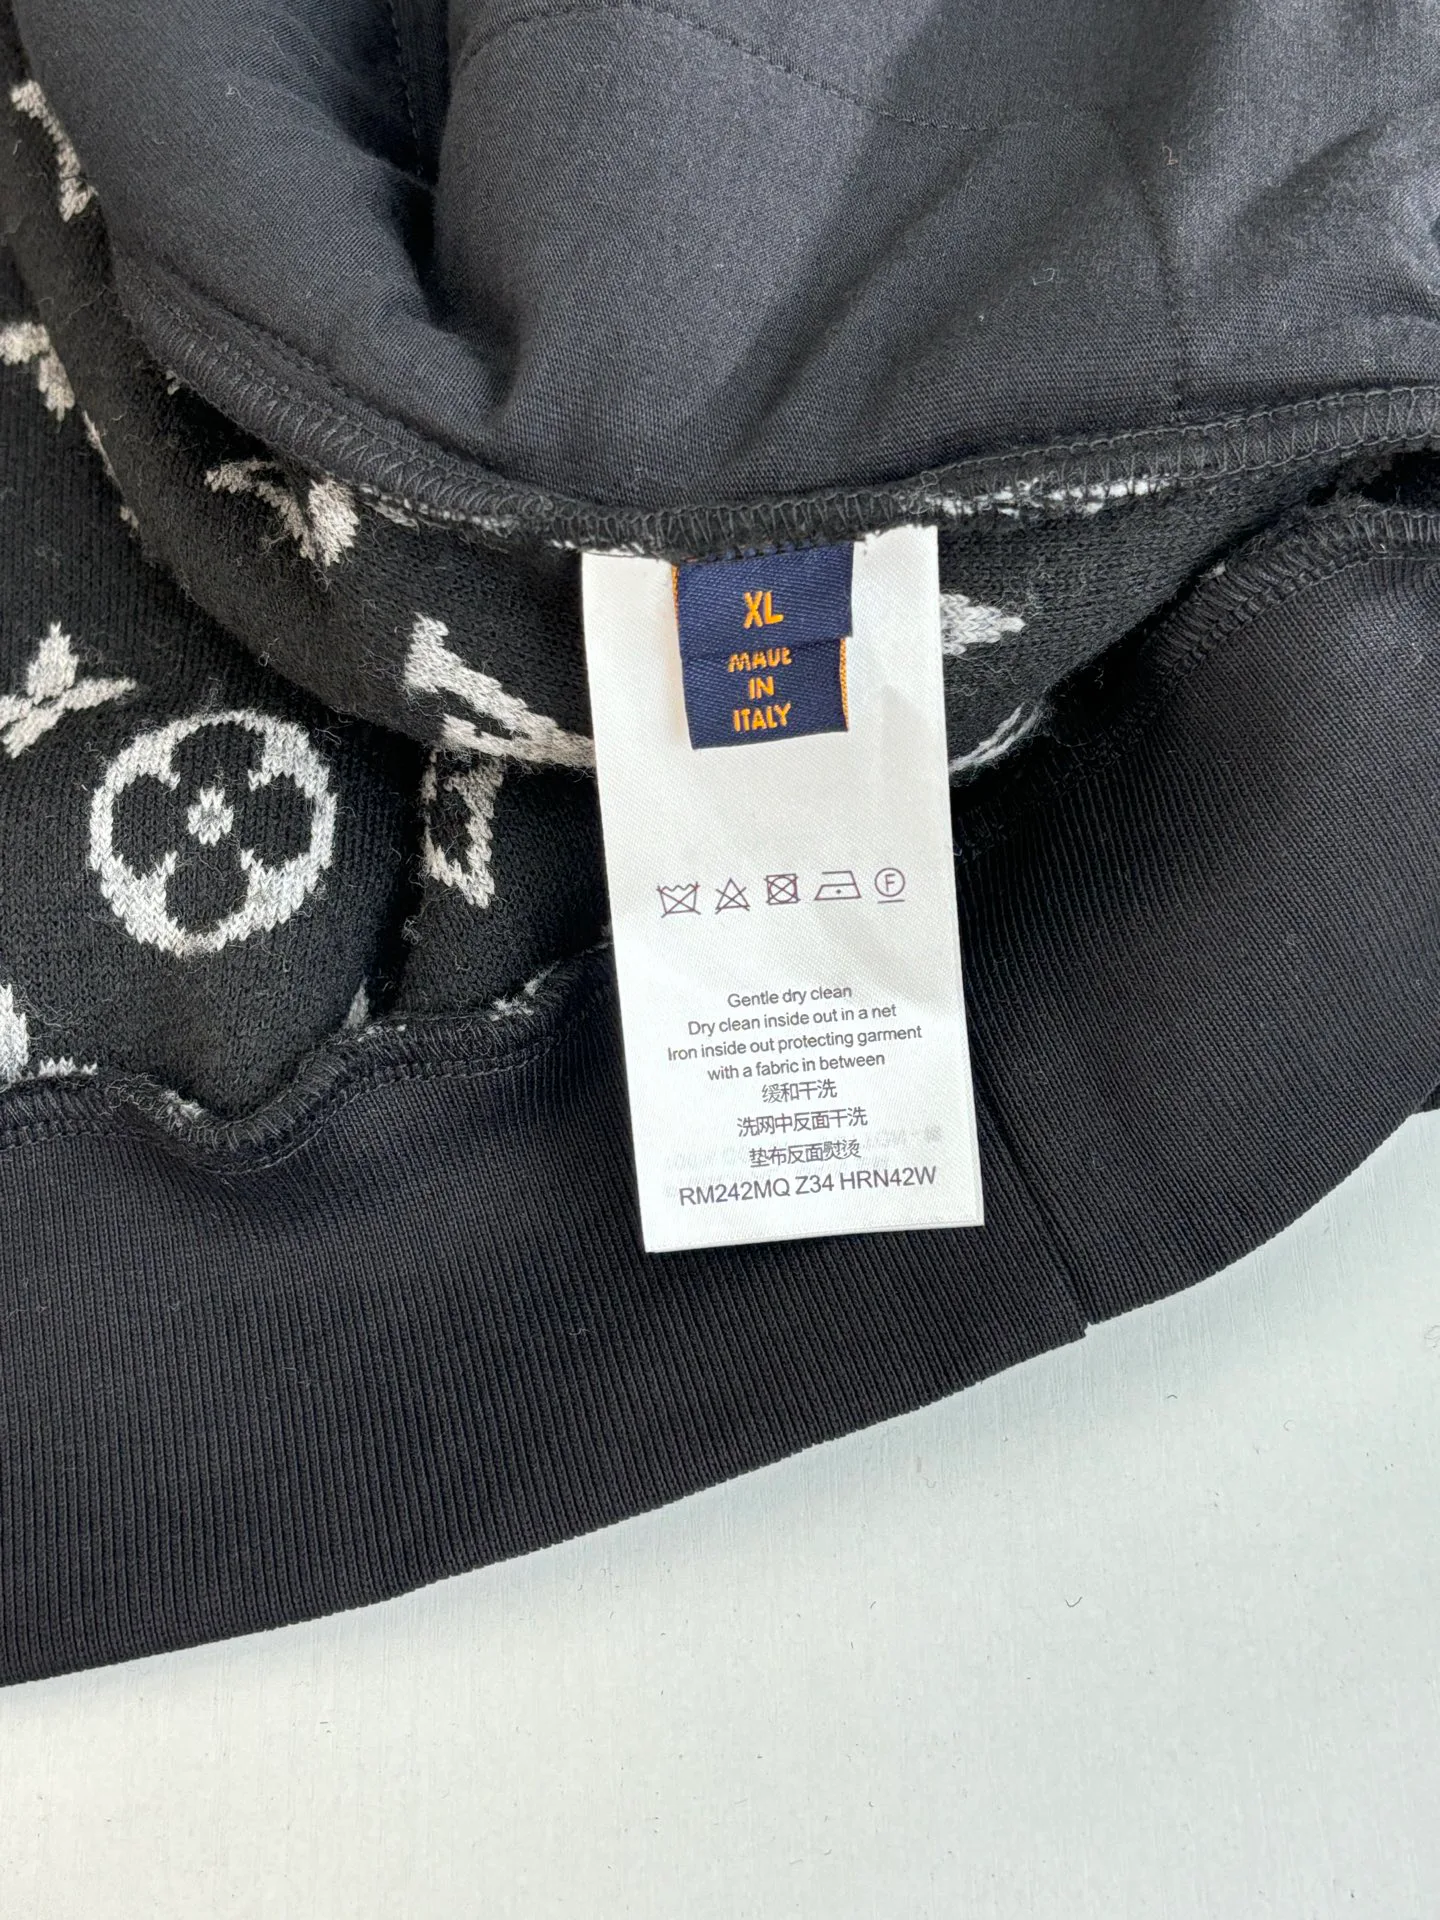 XL
MADE
IN
ITALY
F
Gentle dry clean
Dry clean inside out in a net
Iron inside out protecting garment
with a fabric in between
缓和干洗
洗网中反面干洗
垫布反面熨烫
RM242MQ Z34 HRN42W